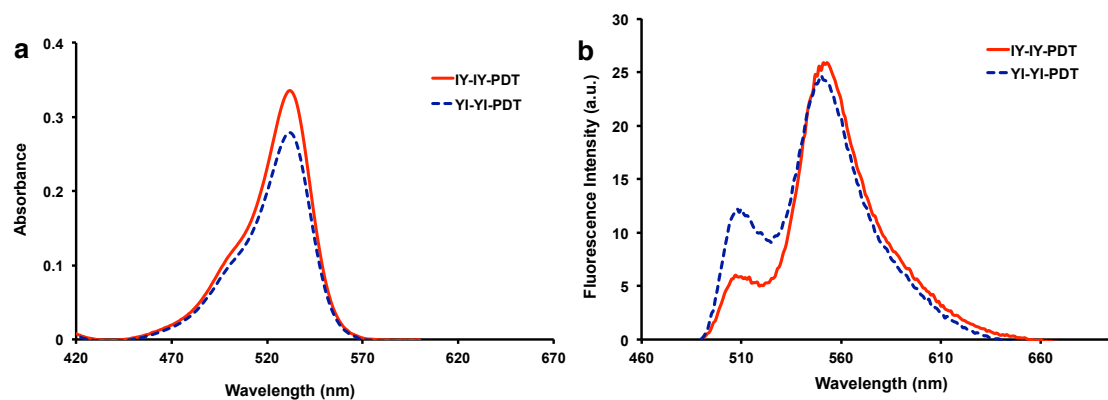 a
0.4
0.3
0.2
0.1
0
Absorbance
420
470
520
570
620
670
Wavelength (nm)
IY-IY-PDT
YI-YI-PDT
b
30
25
20
15
10
5
0
Fluorescence Intensity (a.u.)
460
510
560
610
660
Wavelength (nm)
IY-IY-PDT
YI-YI-PDT